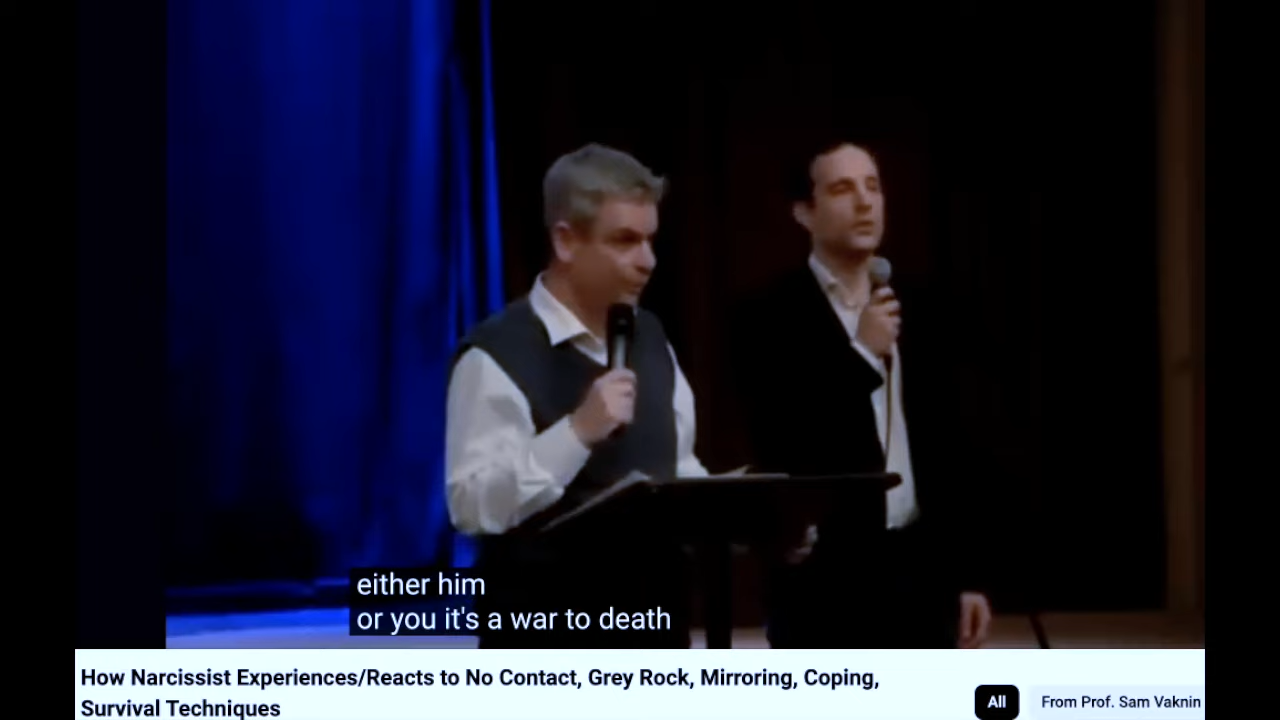 either him
or you it's a war to death
How Narcissist Experiences/Reacts to No Contact, Grey Rock, Mirroring, Coping,
Survival Techniques
All
From Prof. Sam Vaknin